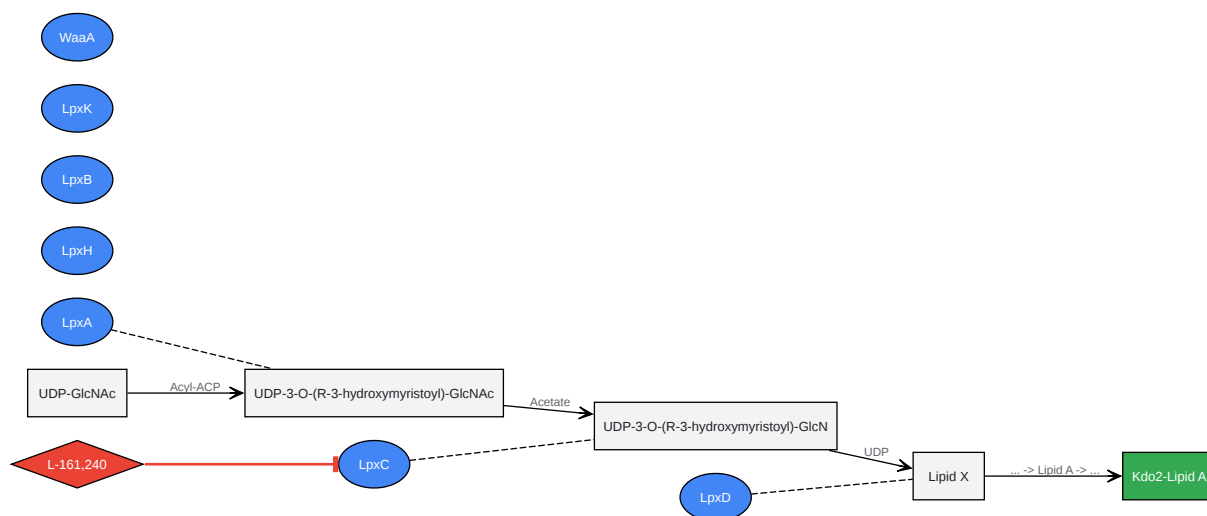 WaaA
LpxK
LpxB
LpxH
LpxA
UDP-GlcNAc
Acyl-ACP
UDP-3-O-(R-3-hydroxymyristoyl)-GlcNAc
Acetate
UDP-3-O-(R-3-hydroxymyristoyl)-GlcN
UDP
L-161,240
LpxC
LpxD
Lipid X
... -> Lipid A -> ...
Kdo2-Lipid A